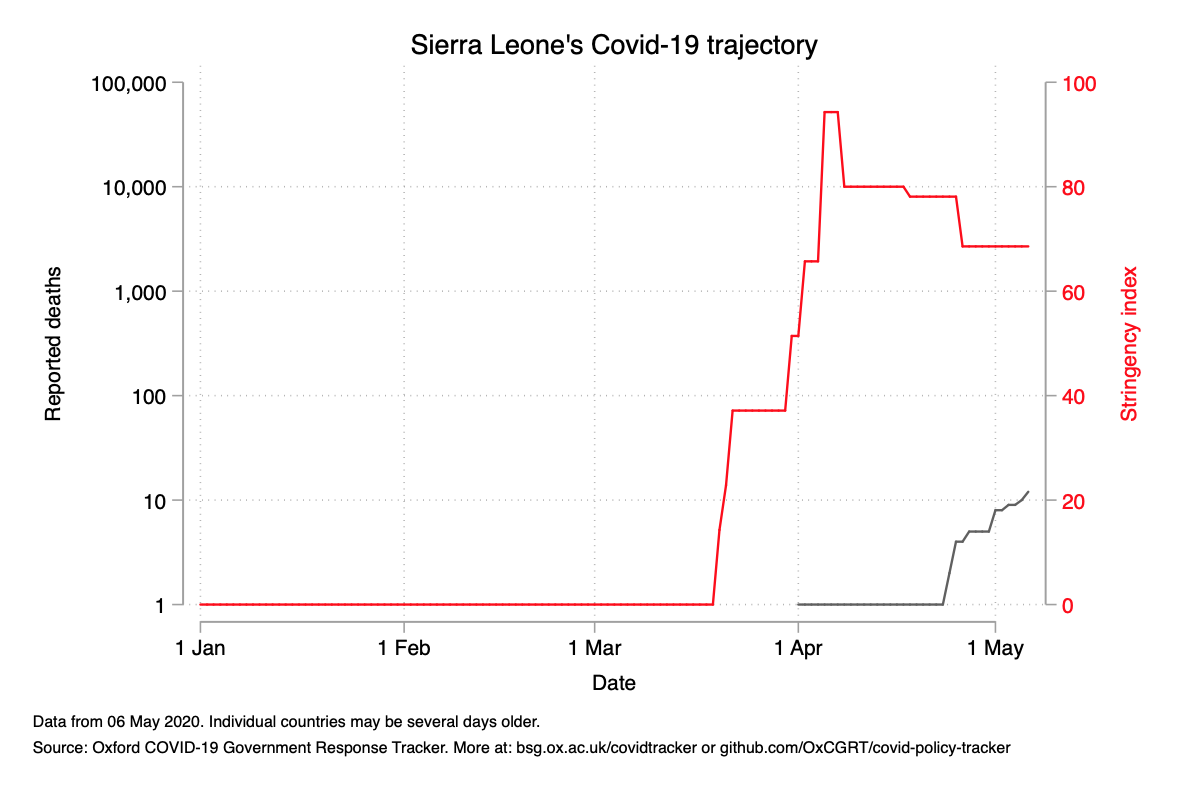 Sierra Leone's Covid-19 trajectory
100,000
10,000
1,000
100
10
1
Reported deaths
100
80
60
40
20
0
Stringency index
1 Jan 1 Feb 1 Mar 1 Apr 1 May
Date
Data from 06 May 2020. Individual countries may be several days older.
Source: Oxford COVID-19 Government Response Tracker. More at: bsg.ox.ac.uk/covidtracker or github.com/OxCGRT/covid-policy-tracker